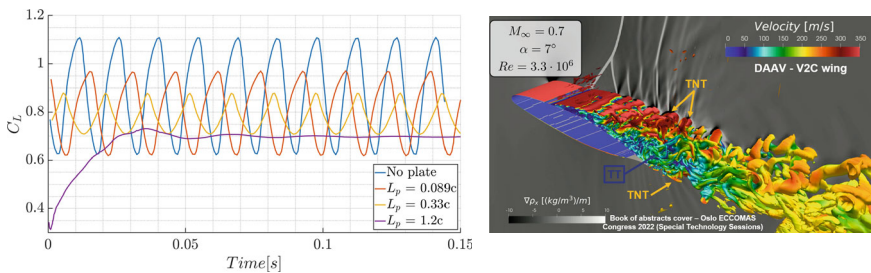 1.2
1
0.8
0.6
0.4
C_L
0
0.05
0.1
0.15
Time[s]
No plate
L_p = 0.089c
L_p = 0.33c
L_p = 1.2c
M_∞ = 0.7
α = 7°
Re = 3.3 · 10^6
Velocity [m/s]
0 50 100 150 200 250 300 350
DAAV - V2C wing
TNT
TT
TNT
∇ρ_x [(kg/m^3)/m]
Book of abstracts cover – Oslo ECCOMAS
Congress 2022 (Special Technology Sessions)